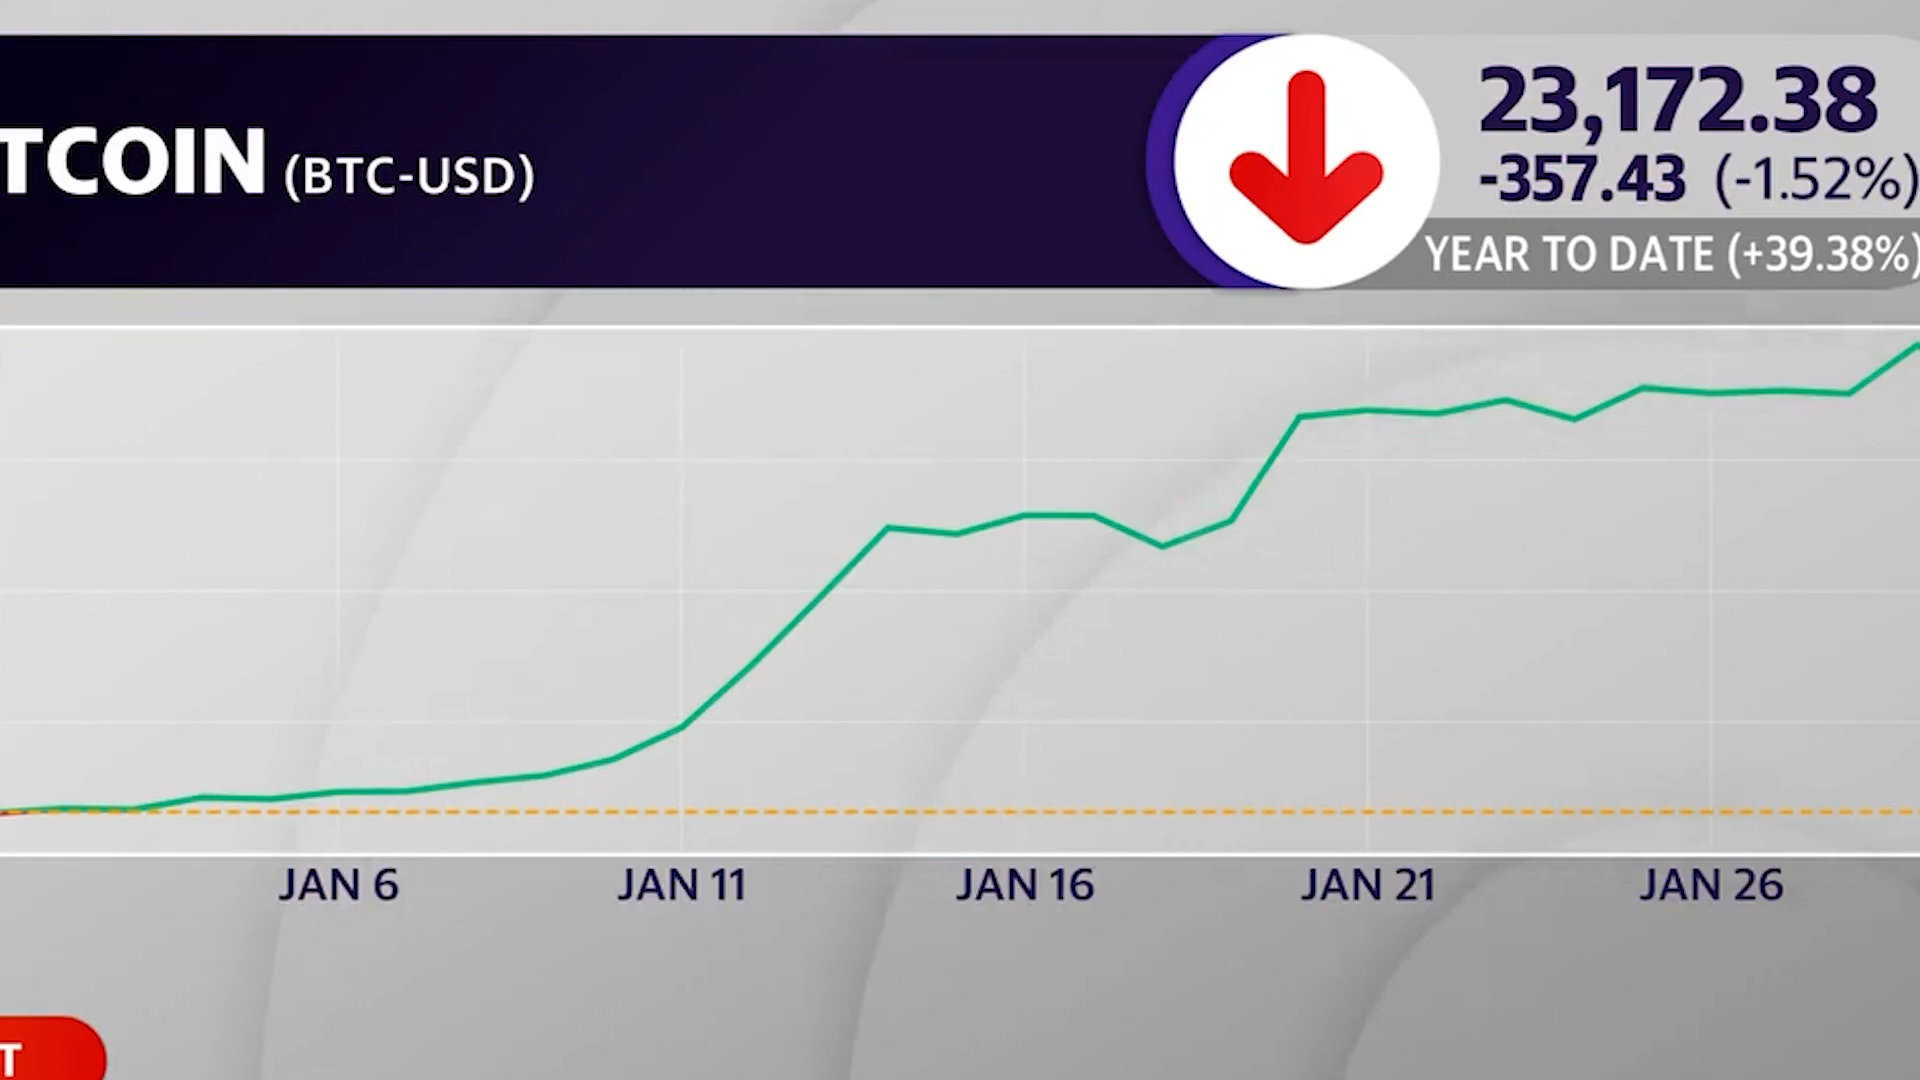 TCOIN (BTC-USD)
23,172.38
-357.43 (-1.52%)
YEAR TO DATE (+39.38%)
JAN 6 JAN 11 JAN 16 JAN 21 JAN 26
T